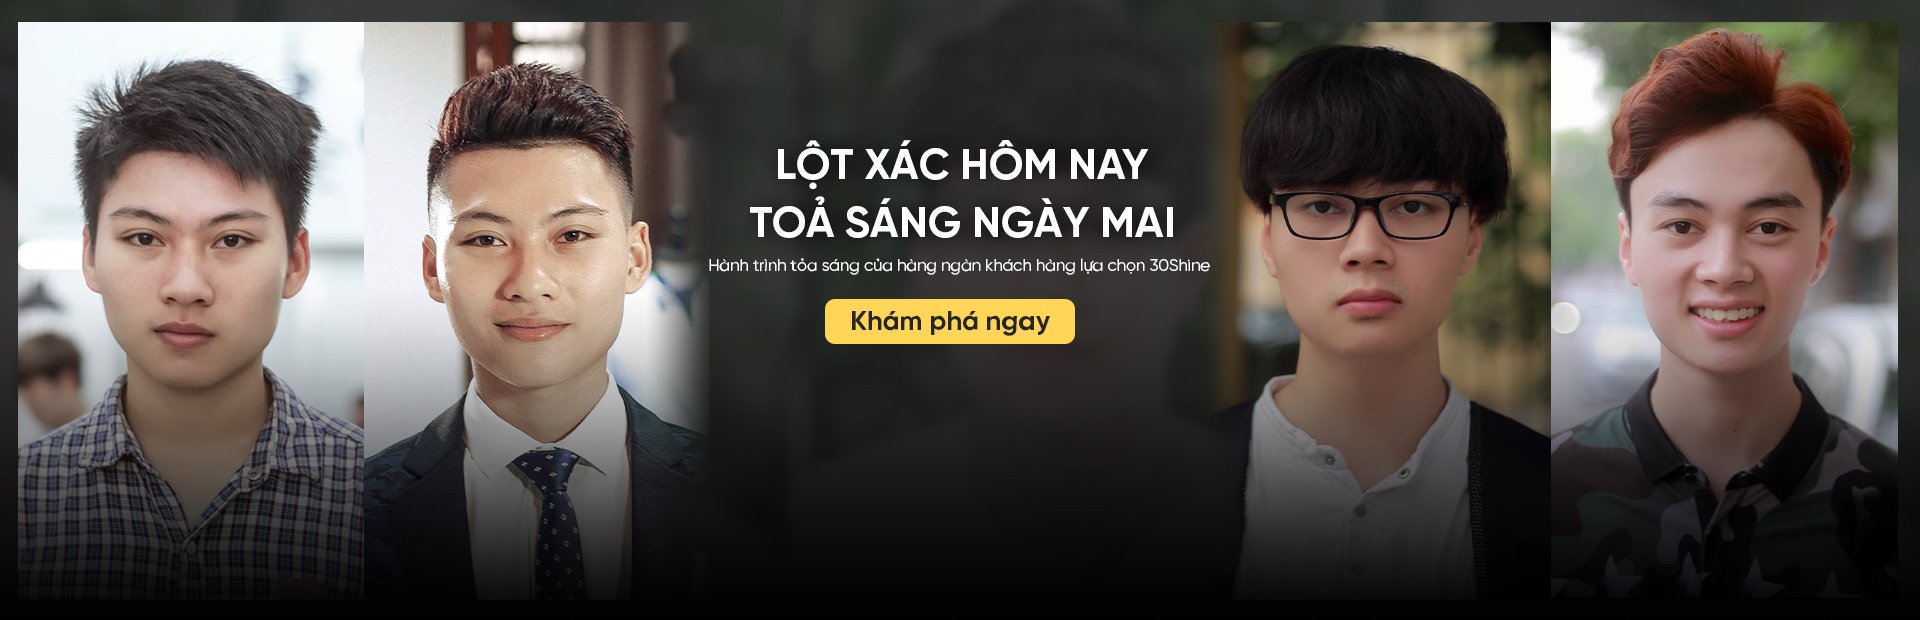 LỘT XÁC HÔM NAY
TOẢ SÁNG NGÀY MAI
Hành trình tỏa sáng của hàng ngàn khách hàng lựa chọn 30Shine
Khám phá ngay